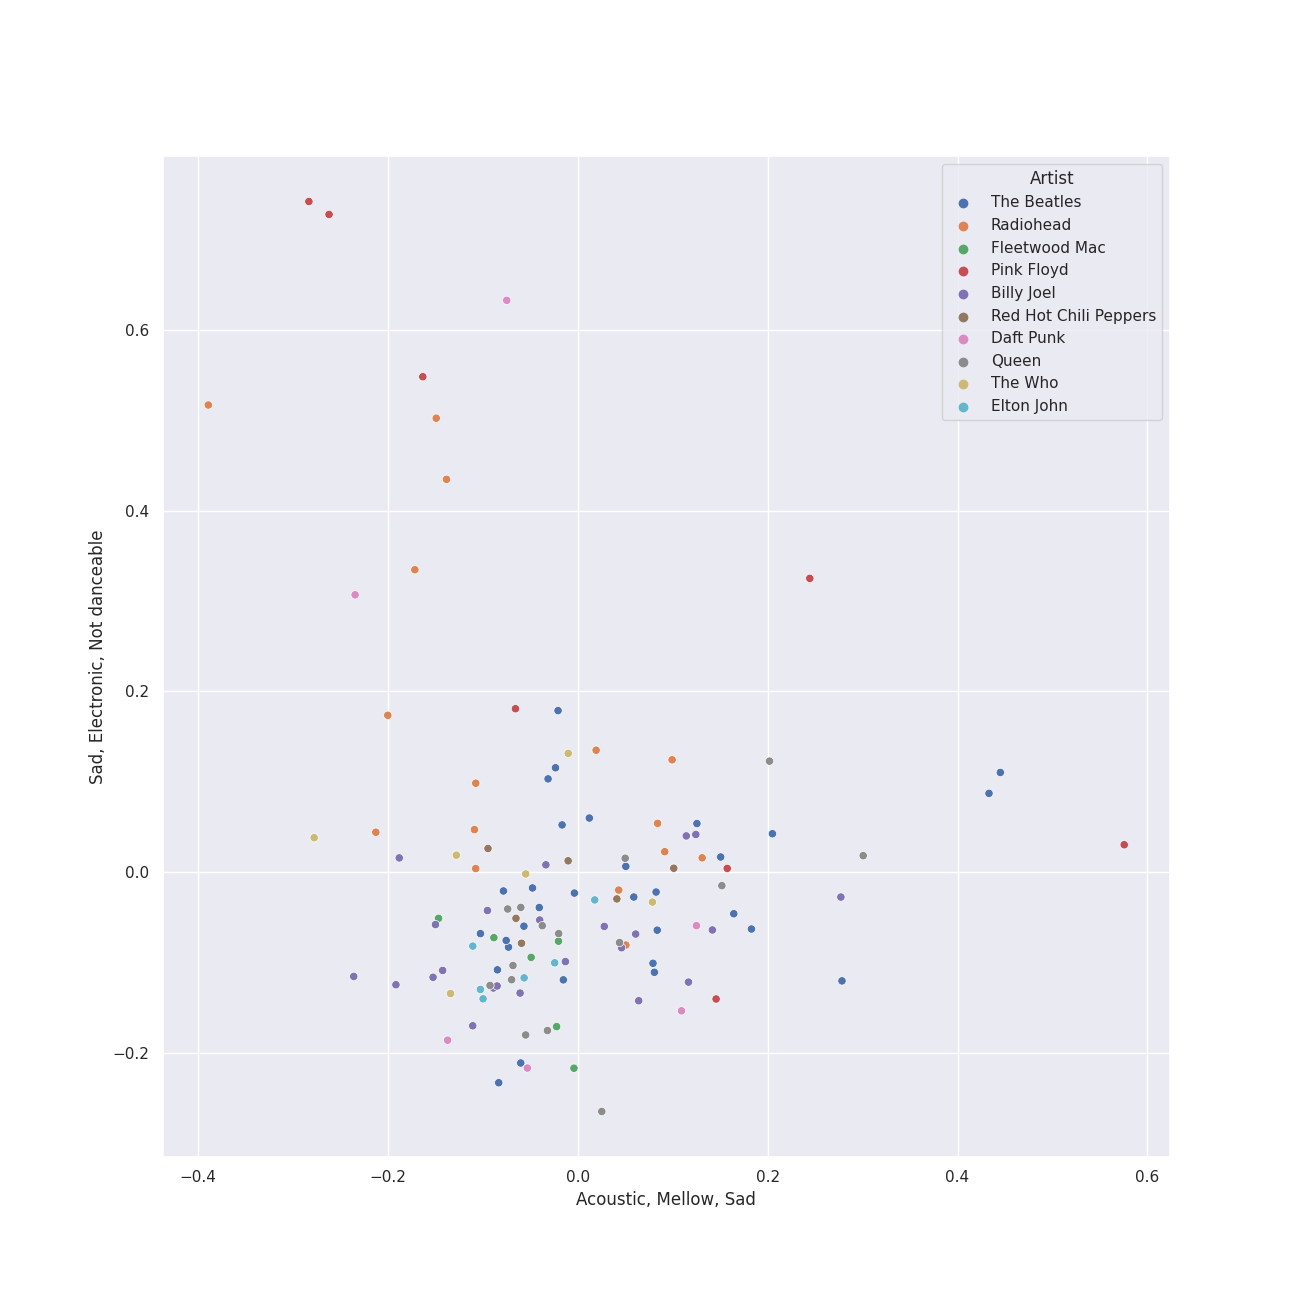 Artist
The Beatles
Radiohead
Fleetwood Mac
Pink Floyd
Billy Joel
Red Hot Chili Peppers
Daft Punk
Queen
The Who
Elton John
0.6
0.4
0.2
0.0
−0.2
Sad, Electronic, Not danceable
−0.4
−0.2
0.0
0.2
0.4
0.6
Acoustic, Mellow, Sad